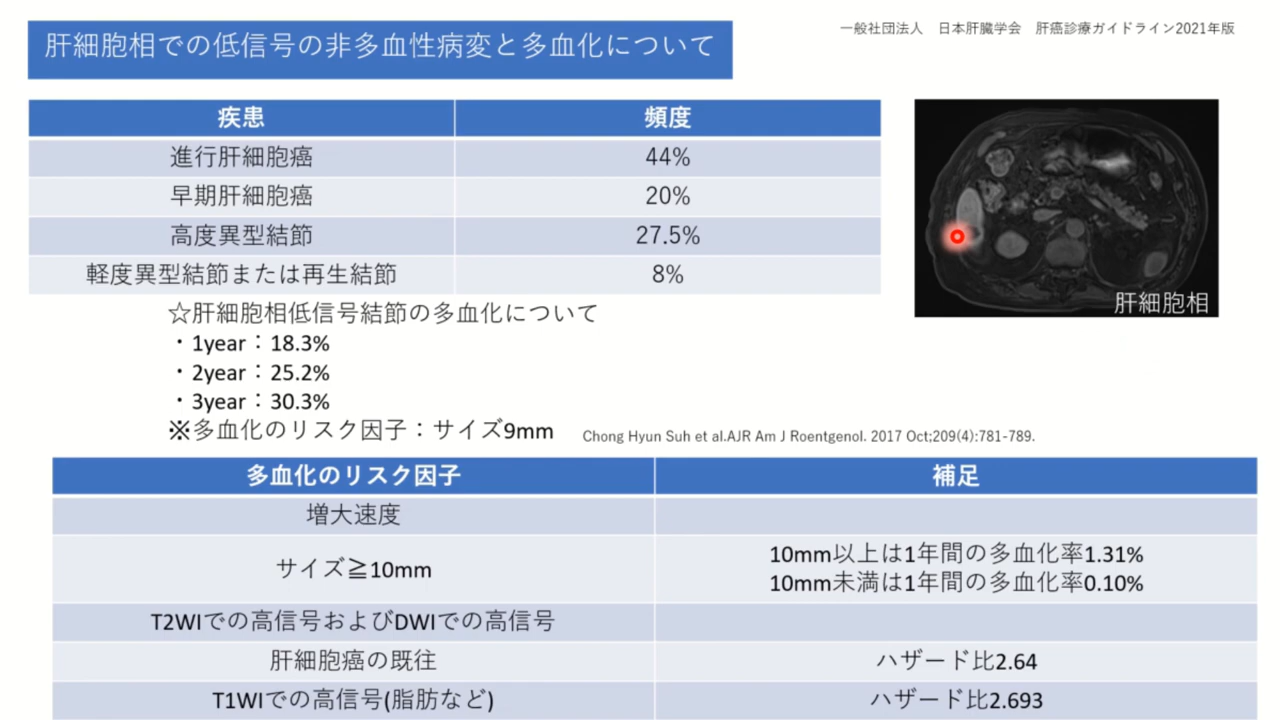 肝細胞相での低信号の非多血性病変と多血化について
一般社団法人　日本肝臓学会　肝癌診療ガイドライン2021年版
疾患 頻度
進行肝細胞癌 44%
早期肝細胞癌 20%
高度異型結節 27.5%
軽度異型結節または再生結節 8%
肝細胞相
☆肝細胞相低信号結節の多血化について
・1year：18.3%
・2year：25.2%
・3year：30.3%
※多血化のリスク因子：サイズ9mm
Chong Hyun Suh et al.AJR Am J Roentgenol. 2017 Oct;209(4):781-789.
多血化のリスク因子 補足
増大速度
サイズ≧10mm
10mm以上は1年間の多血化率1.31%
10mm未満は1年間の多血化率0.10%
T2WIでの高信号およびDWIでの高信号
肝細胞癌の既往 ハザード比2.64
T1WIでの高信号(脂肪など) ハザード比2.693